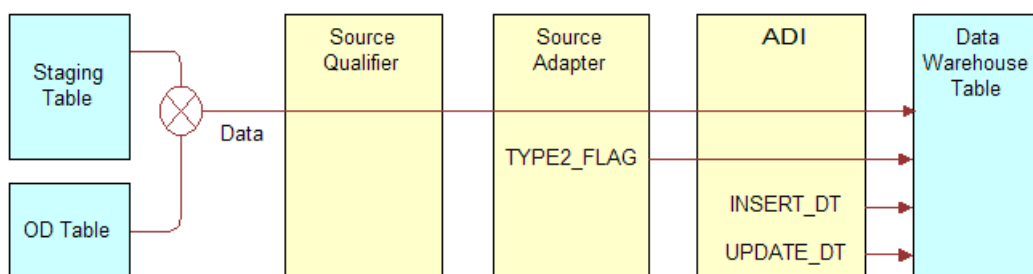 Staging
Table
OD Table
Data
Source
Qualifier
Source
Adapter
TYPE2_FLAG
ADI
INSERT_DT
UPDATE_DT
Data
Warehouse
Table